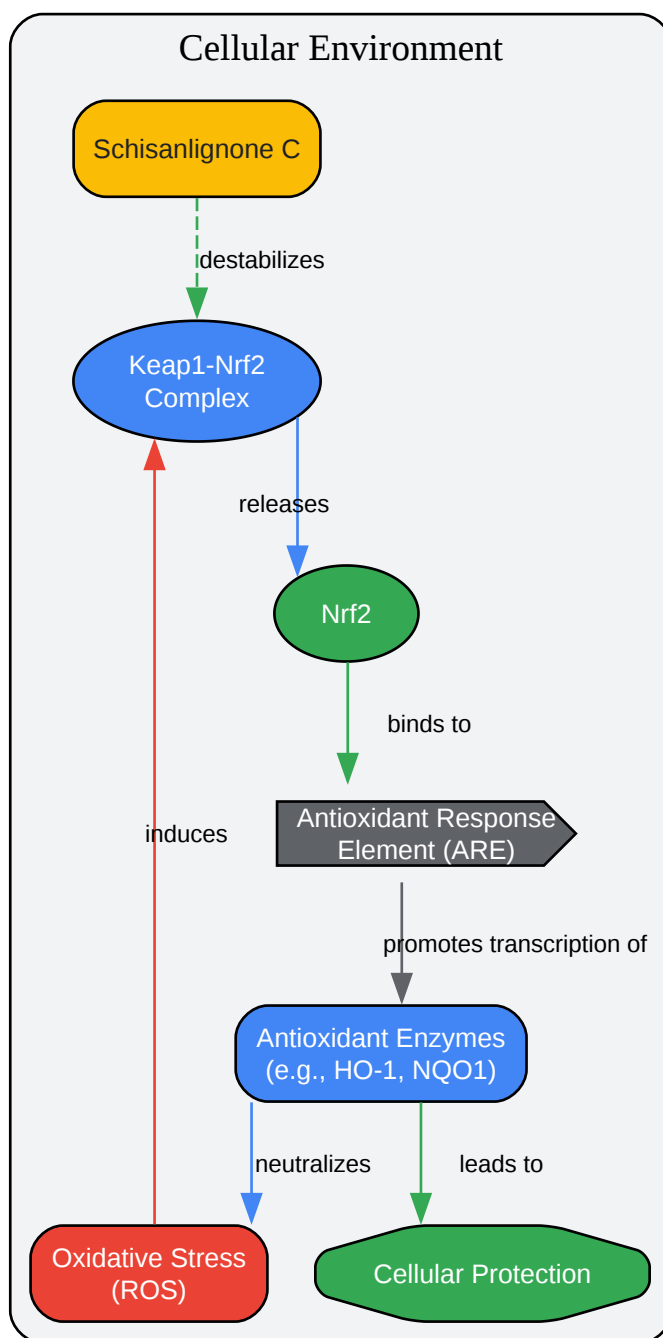 Cellular Environment
Schisanlignone C
destabilizes
Keap1-Nrf2
Complex
releases
Nrf2
binds to
Antioxidant Response
Element (ARE)
induces
promotes transcription of
Antioxidant Enzymes
(e.g., HO-1, NQO1)
neutralizes
leads to
Oxidative Stress
(ROS)
Cellular Protection